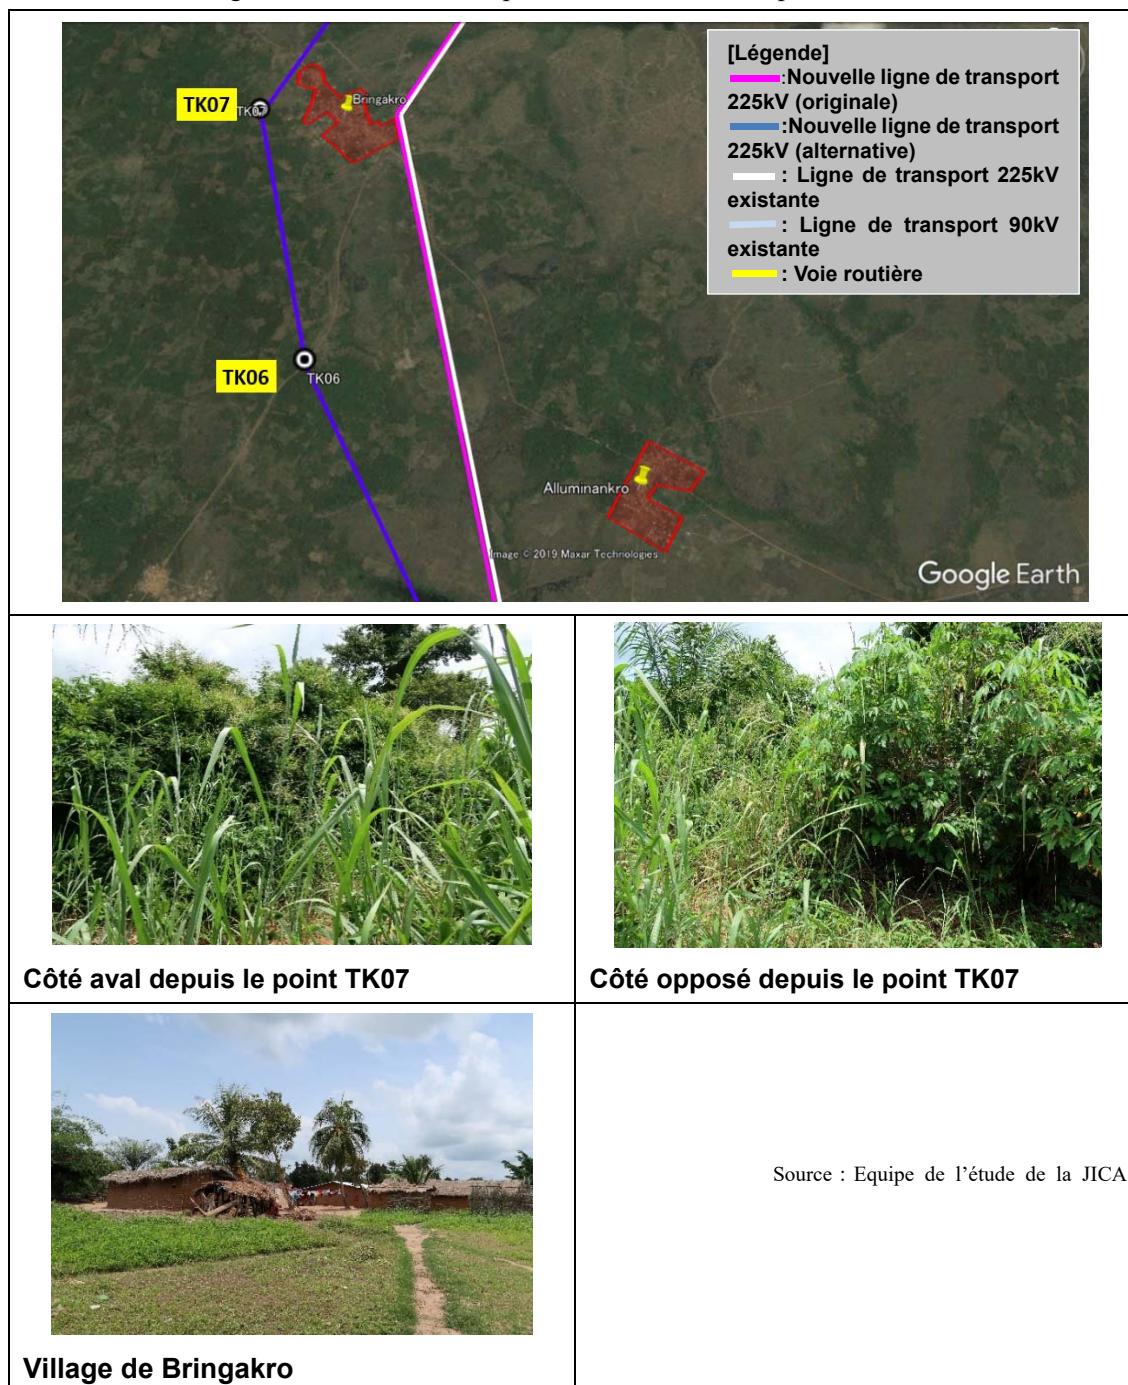 TK07
TK07
Bringakro
[Légende]
:Nouvelle ligne de transport
225kV (originale)
:Nouvelle ligne de transport
225kV (alternative)
: Ligne de transport 225kV
existante
: Ligne de transport 90kV
existante
: Voie routière
TK06
TK06
Alluminankro
Image © 2019 Maxar Technologies
Google Earth
Côté aval depuis le point TK07
Côté opposé depuis le point TK07
Source : Equipe de l'étude de la JICA
Village de Bringakro